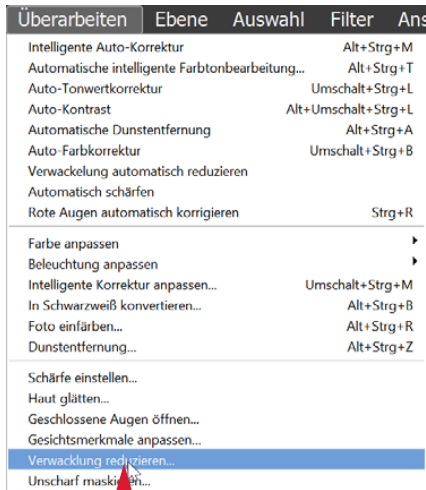 Überarbeiten Ebene Auswahl Filter Ans
Intelligente Auto-Korrektur Alt+Strg+M
Automatische intelligente Farbtonbearbeitung... Alt+Strg+T
Auto-Tonwertkorrektur Umschalt+Strg+L
Auto-Kontrast Alt+Umschalt+Strg+L
Automatische Dunstentfernung Alt+Strg+A
Auto-Farbkorrektur Umschalt+Strg+B
Verwackelung automatisch reduzieren
Automatisch schärfen
Rote Augen automatisch korrigieren Strg+R
Farbe anpassen
Beleuchtung anpassen
Intelligente Korrektur anpassen... Umschalt+Strg+M
In Schwarzweiß konvertieren... Alt+Strg+B
Foto einfärben... Alt+Strg+R
Dunstentfernung... Alt+Strg+Z
Schärfe einstellen...
Haut glätten...
Geschlossene Augen öffnen...
Gesichtsmerkmale anpassen...
Verwacklung reduzieren...
Unscharf maskieren...